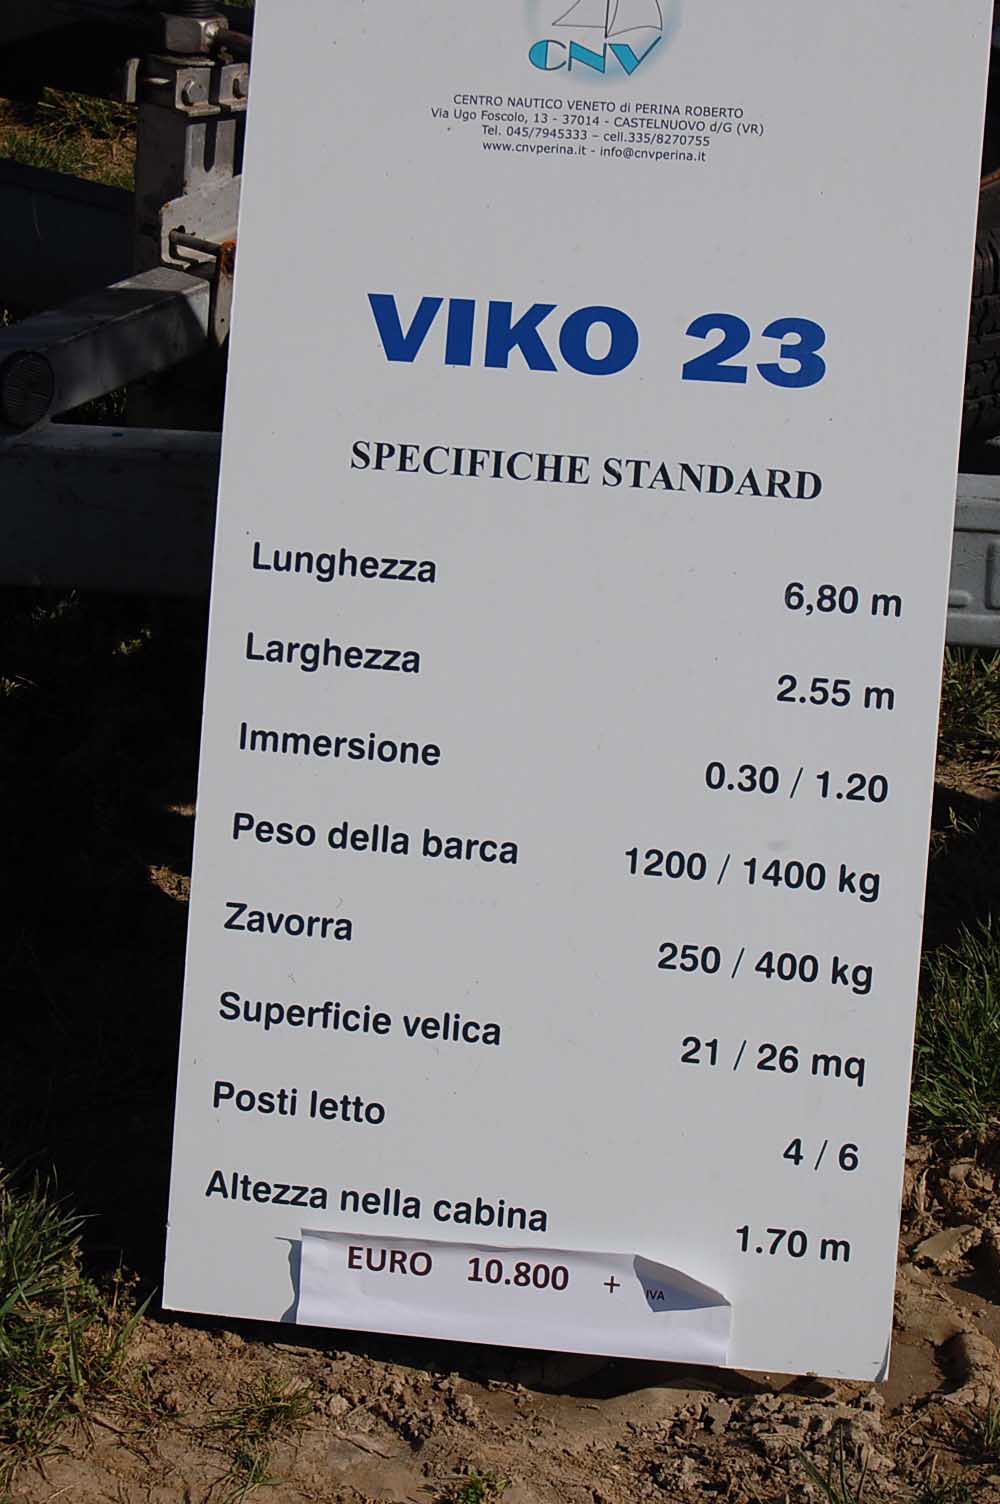 CNV
CENTRO NAUTICO VENETO di PERINA ROBERTO
Via Ugo Foscolo, 13 - 37014 - CASTELNUOVO d/G (VR)
Tel. 045/7945333 – cell.335/8270755
www.cnvperina.it - info@cnvperina.it
VIKO 23
SPECIFICHE STANDARD
Lunghezza 6,80 m
Larghezza 2.55 m
Immersione 0.30 / 1.20
Peso della barca 1200 / 1400 kg
Zavorra 250 / 400 kg
Superficie velica 21 / 26 mq
Posti letto 4 / 6
Altezza nella cabina 1.70 m
EURO 10.800 + IVA